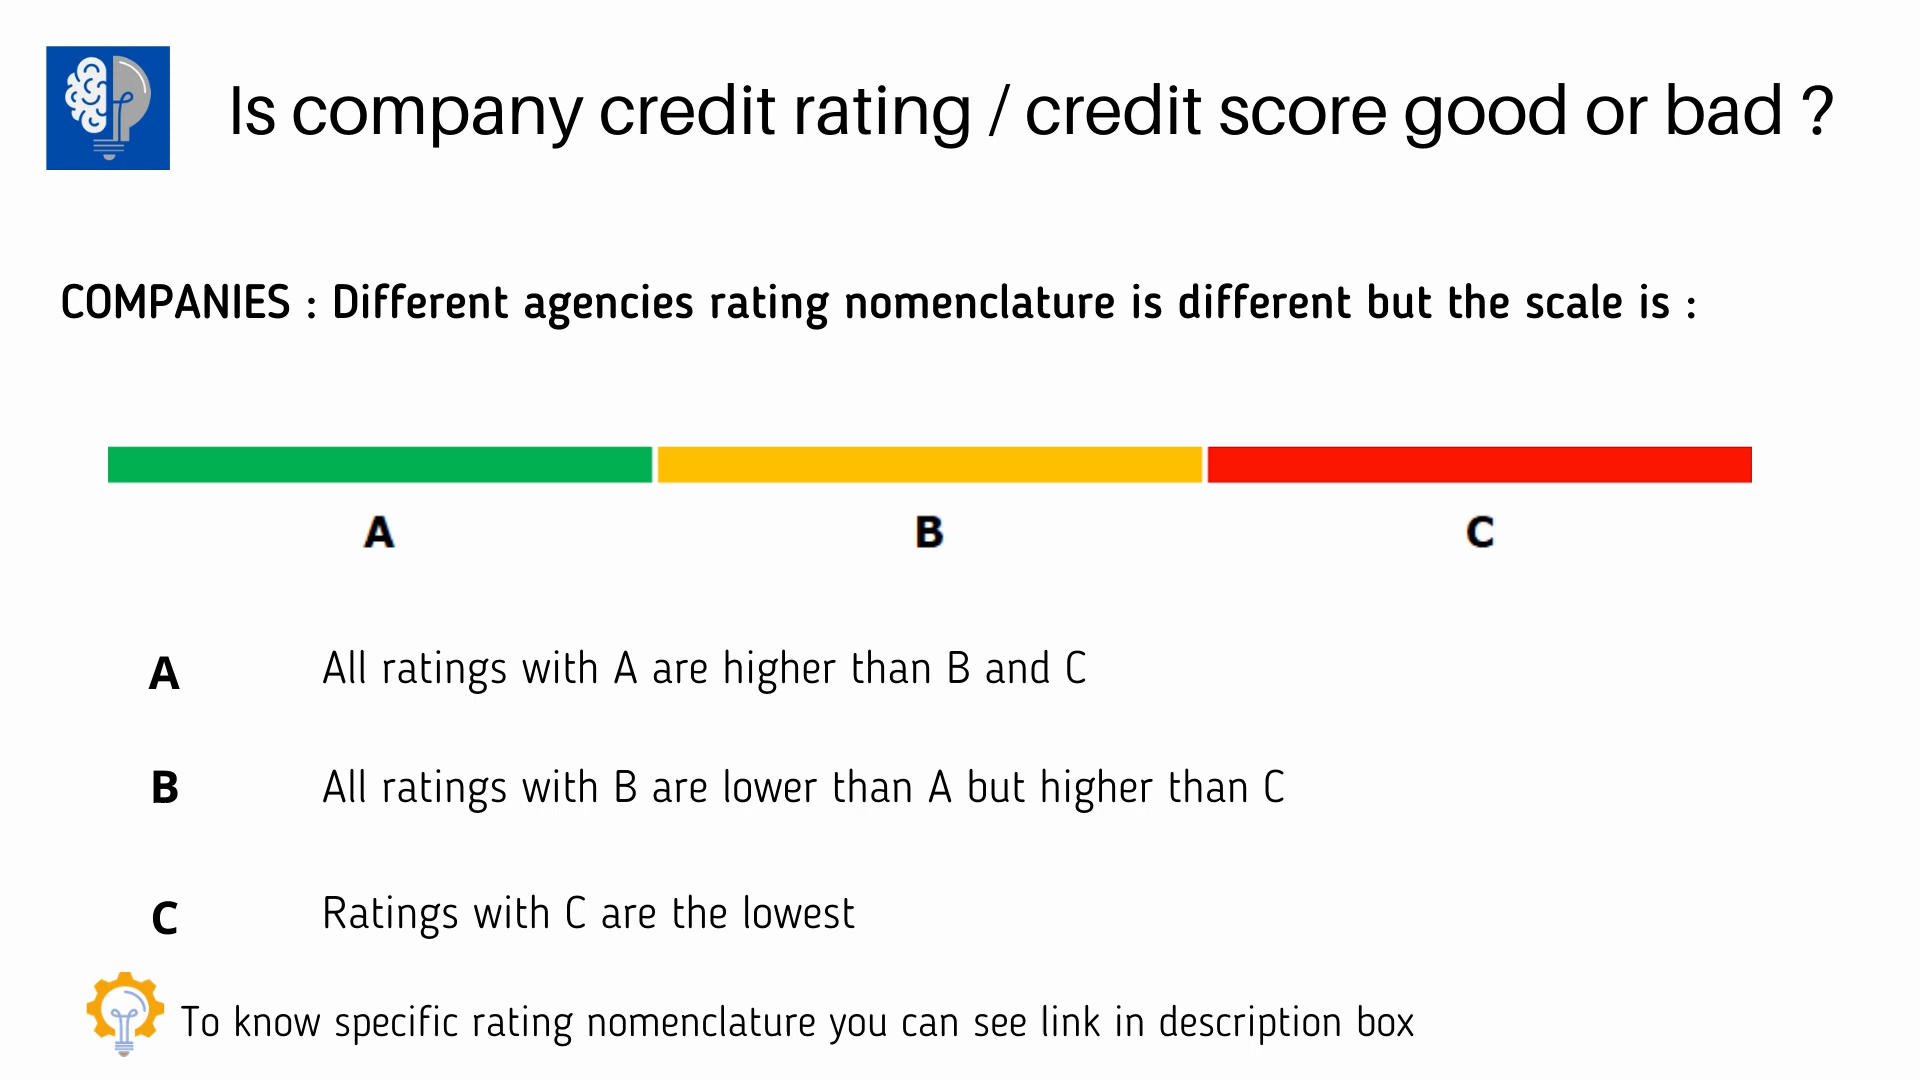 Is company credit rating / credit score good or bad ?
COMPANIES : Different agencies rating nomenclature is different but the scale is :
A
B
C
A
All ratings with A are higher than B and C
B
All ratings with B are lower than A but higher than C
C
Ratings with C are the lowest
To know specific rating nomenclature you can see link in description box